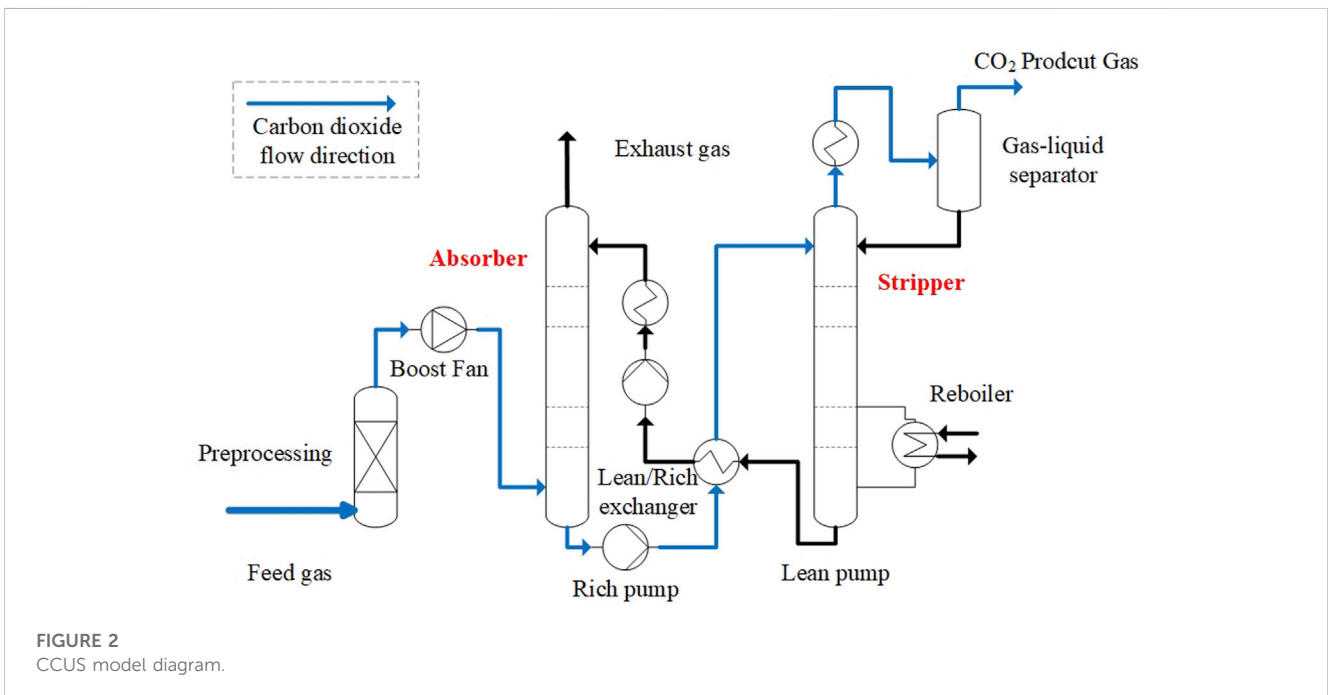 CO₂ Prodcut Gas
Carbon dioxide
flow direction
Exhaust gas
Gas-liquid
separator
Absorber
Stripper
Boost Fan
Reboiler
Preprocessing
Lean/Rich
exchanger
Feed gas
Rich pump
Lean pump
FIGURE 2
CCUS model diagram.